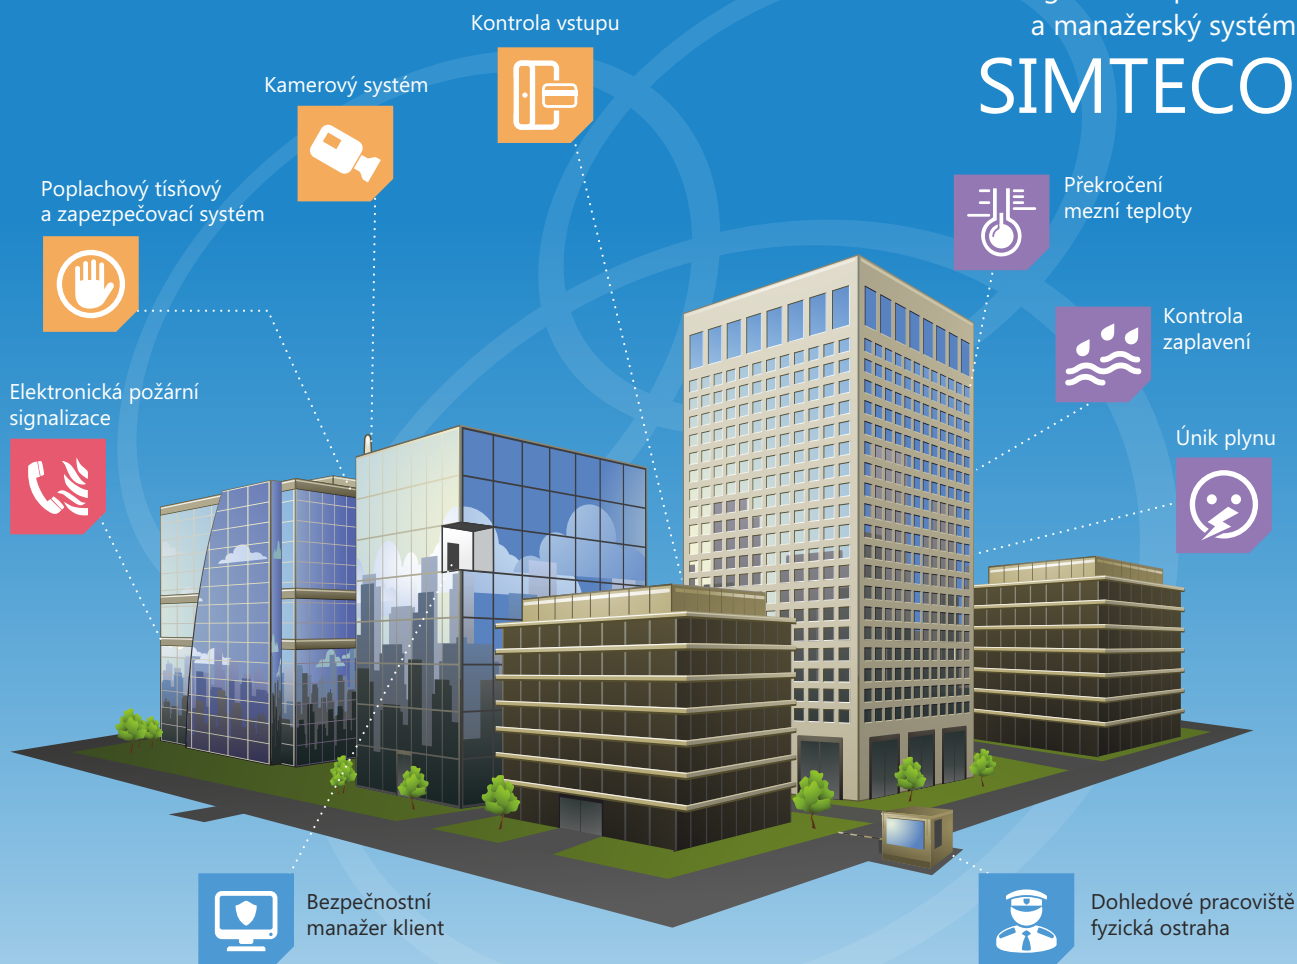 a manažerský systém
SIMTECO
Kontrola vstupu
Kamerový systém
Poplachový tísňový
a zapezpečovací systém
Elektronická požární
signalizace
Překročení
mezní teploty
Kontrola
zaplavení
Únik plynu
Bezpečnostní
manažer klient
Dohledové pracoviště
fyzická ostraha